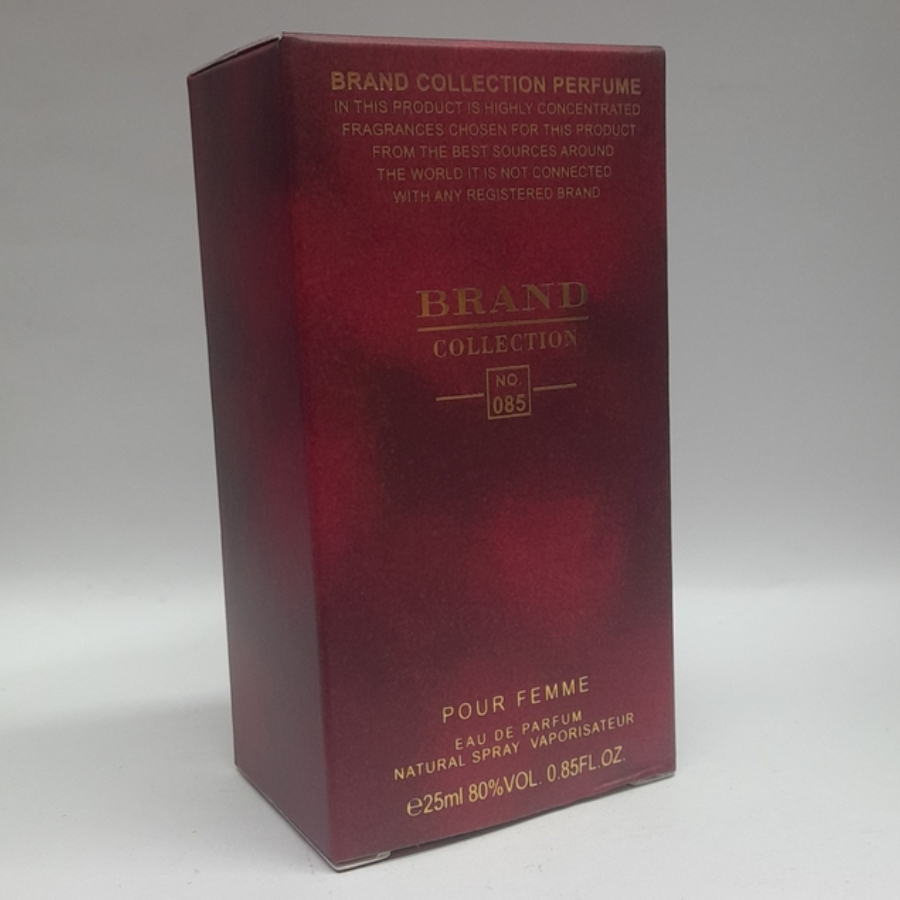 BRAND COLLECTION PERFUME
IN THIS PRODUCT IS HIGHLY CONCENTRATED
FRAGRANCES CHOSEN FOR THIS PRODUCT
FROM THE BEST SOURCES AROUND
THE WORLD IT IS NOT CONNECTED
WITH ANY REGISTERED BRAND
BRAND
COLLECTION
NO.
085
POUR FEMME
EAU DE PARFUM
NATURAL SPRAY VAPORISATEUR
℮25ml 80%VOL. 0.85FL.OZ.